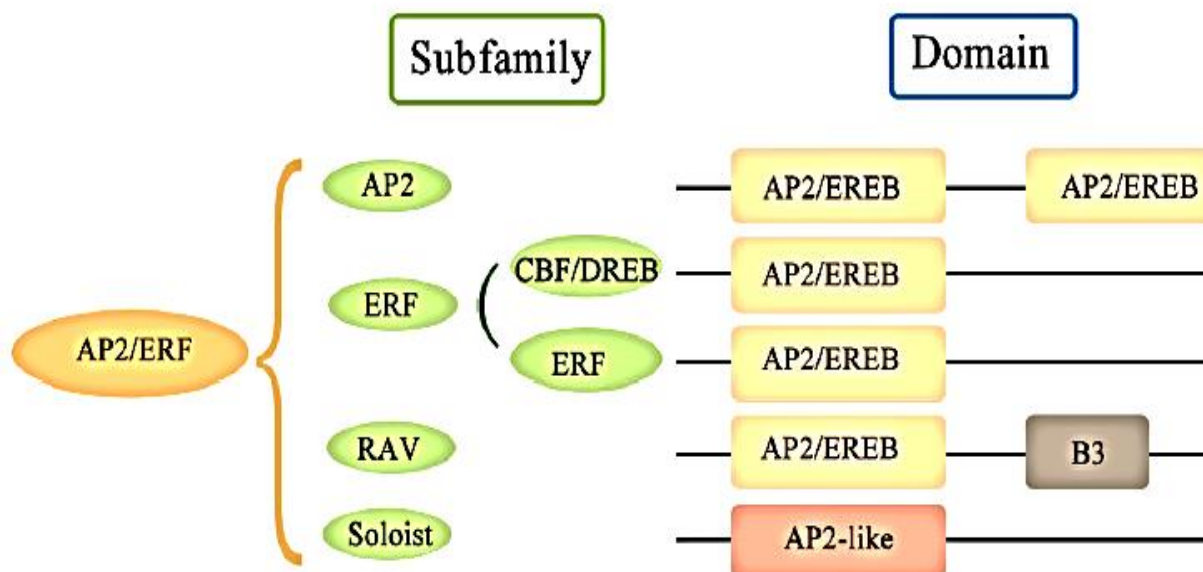 Subfamily
Domain
AP2
AP2/EREB
AP2/EREB
CBF/DREB
AP2/EREB
ERF
AP2/ERF
ERF
AP2/EREB
RAV
AP2/EREB
B3
Soloist
AP2-like